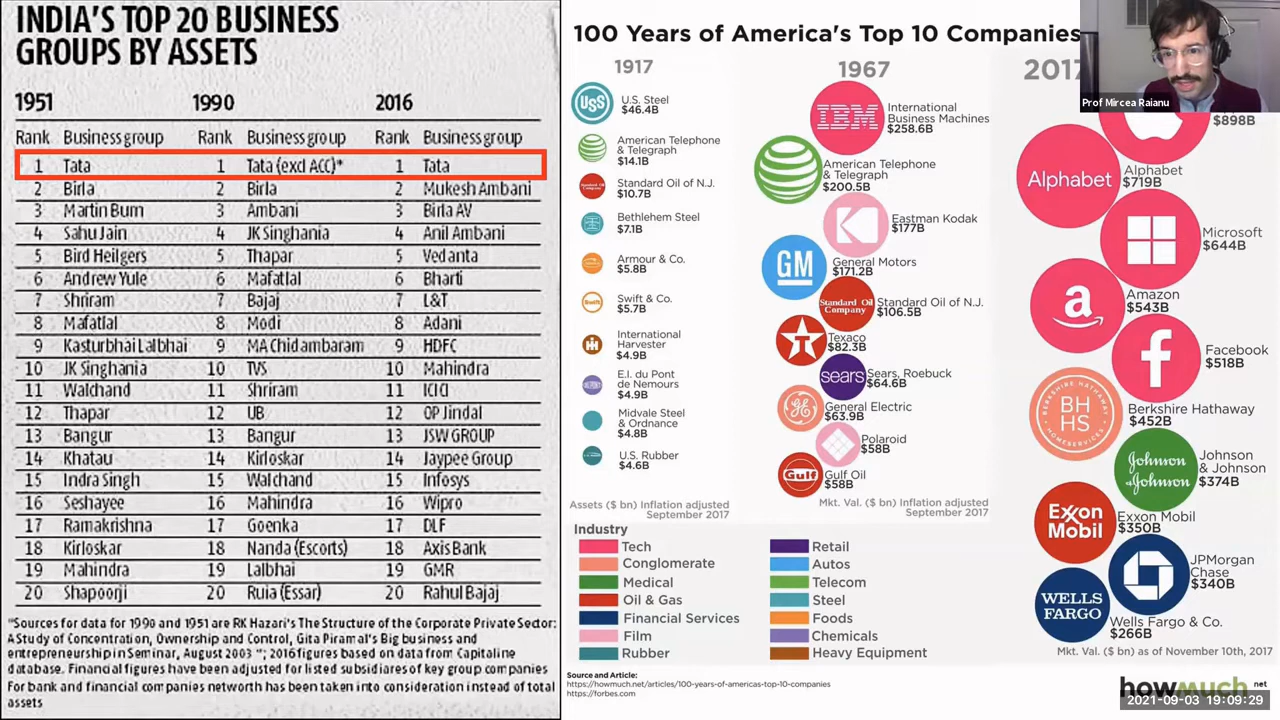 INDIA'S TOP 20 BUSINESS
GROUPS BY ASSETS
1951 1990 2016
Rank Business group Rank Business group Rank Business group
1 Tata 1 Tata (excl ACC)* 1 Tata
2 Birla 2 Birla 2 Mukesh Ambani
3 Martin Burn 3 Ambani 3 Birla AV
4 Sahu Jain 4 JK Singhania 4 Anil Ambani
5 Bird Heilgers 5 Thapar 5 Vedanta
6 Andrew Yule 6 Mafatlal 6 Bharti
7 Shriram 7 Bajaj 7 L&T
8 Mafatlal 8 Modi 8 Adani
9 Kasturbhai Lalbhai 9 MA Chidambaram 9 HDFC
10 JK Singhania 10 TVS 10 Mahindra
11 Walchand 11 Shriram 11 ICICI
12 Thapar 12 UB 12 OP Jindal
13 Bangur 13 Bangur 13 JSW GROUP
14 Khatau 14 Kirloskar 14 Jaypee Group
15 Indra singh 15 Walchand 15 Infosys
16 Seshayee 16 Mahindra 16 Wipro
17 Ramakrishna 17 Goenka 17 DLF
18 Kirloskar 18 Nanda (Escorts) 18 Axis Bank
19 Mahindra 19 Lalbhai 19 GMR
20 Shapoorji 20 Ruia (Essar) 20 Rahul Bajaj
*Sources for data for 1990 and 1951 are RK Hazari's The Structure of the Corporate Private Sector:
A Study of Concentration, Ownership and Control, Gita Piramal's Big business and
entrepreneurship in Seminar, August 2003 "; 2016 figures based on data from Capitaline
database. Financial figures have been adjusted for listed subsidiaries of key group companies
For bank and financial companies networth has been taken into consideration instead of total
assets
100 Years of America's Top 10 Companies
1917
USS
U.S. Steel
$46.4B
American Telephone
& Telegraph
$14.1B
Standard Oil of N.J.
$10.7B
Bethlehem Steel
$7.1B
Armour & Co.
$5.8B
Swift & Co.
$5.7B
International
Harvester
$4.9B
E.I. du Pont
de Nemours
$4.9B
Midvale Steel
& Ordnance
$4.8B
U.S. Rubber
$4.6B
Assets ($ bn) Inflation adjusted
September 2017
1967
IBM
International
Business Machines
$258.6B
American Telephone
& Telegraph
$200.5B
Eastman Kodak
$177B
GM
General Motors
$171.2B
Standard Oil
Company
Standard Oil of N.J.
$106.5B
Texaco
$82.3B
sears
Sears, Roebuck
$64.6B
General Electric
$63.9B
Polaroid
$58B
Gulf
Gulf Oil
$58B
Mkt. Val. ($ bn) Inflation adjusted
September 2017
2017
$898B
Alphabet
Alphabet
$719B
Microsoft
$644B
a
Amazon
$543B
f
Facebook
$518B
BERKSHIRE HATHAWAY
BH
HS
HOMESERVICES
Berkshire Hathaway
$452B
Johnson & Johnson
Johnson
& Johnson
$374B
Exxon
Mobil
Exxon Mobil
$350B
JPMorgan
Chase
$340B
WELLS
FARGO
Wells Fargo & Co.
$266B
Mkt. Val. ($ bn) as of November 10th, 2017
Industry
Tech
Conglomerate
Medical
Oil & Gas
Financial Services
Film
Rubber
Retail
Autos
Telecom
Steel
Foods
Chemicals
Heavy Equipment
Source and Article:
https://howmuch.net/articles/100-years-of-americas-top-10-companies
https://forbes.com
howmuch.net
Prof Mircea Raianu
2021-09-03 19:09:29